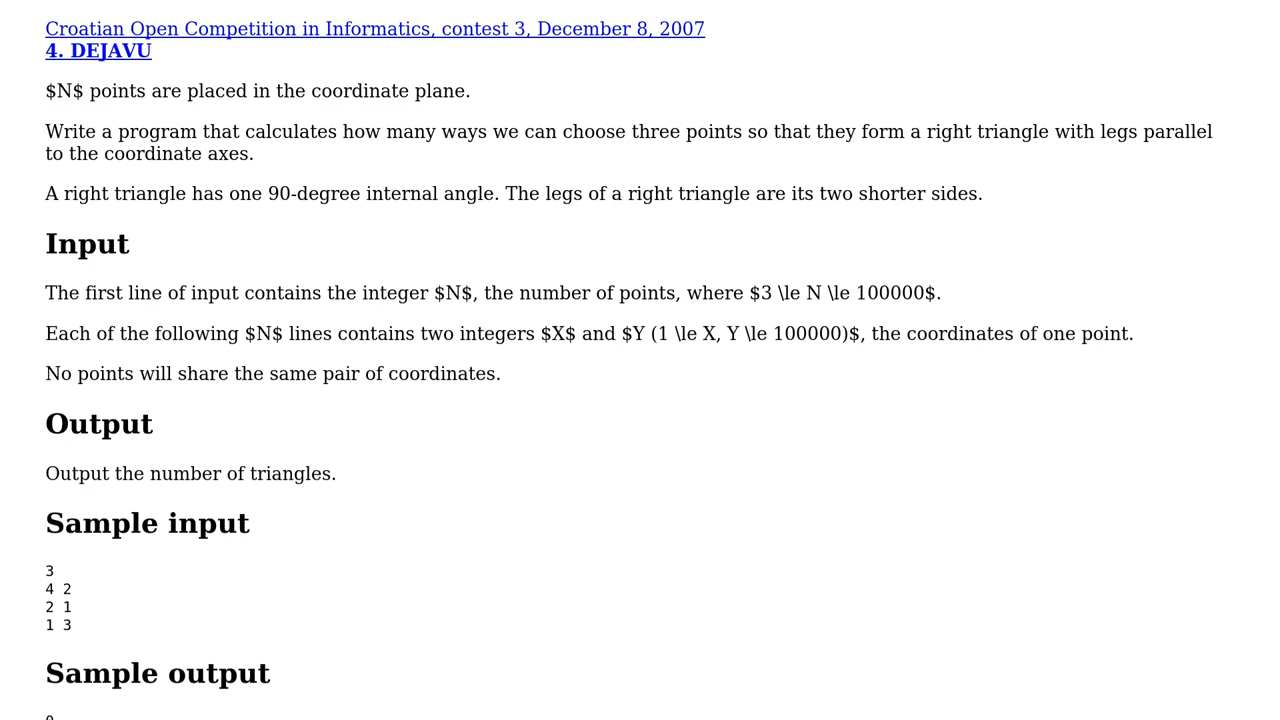 Croatian Open Competition in Informatics, contest 3, December 8, 2007
4. DEJAVU
$N$ points are placed in the coordinate plane.
Write a program that calculates how many ways we can choose three points so that they form a right triangle with legs parallel
to the coordinate axes.
A right triangle has one 90-degree internal angle. The legs of a right triangle are its two shorter sides.
Input
The first line of input contains the integer $N$, the number of points, where $3 \le N \le 100000$.
Each of the following $N$ lines contains two integers $X$ and $Y (1 \le X, Y \le 100000)$, the coordinates of one point.
No points will share the same pair of coordinates.
Output
Output the number of triangles.
Sample input
3
4 2
2 1
1 3
Sample output